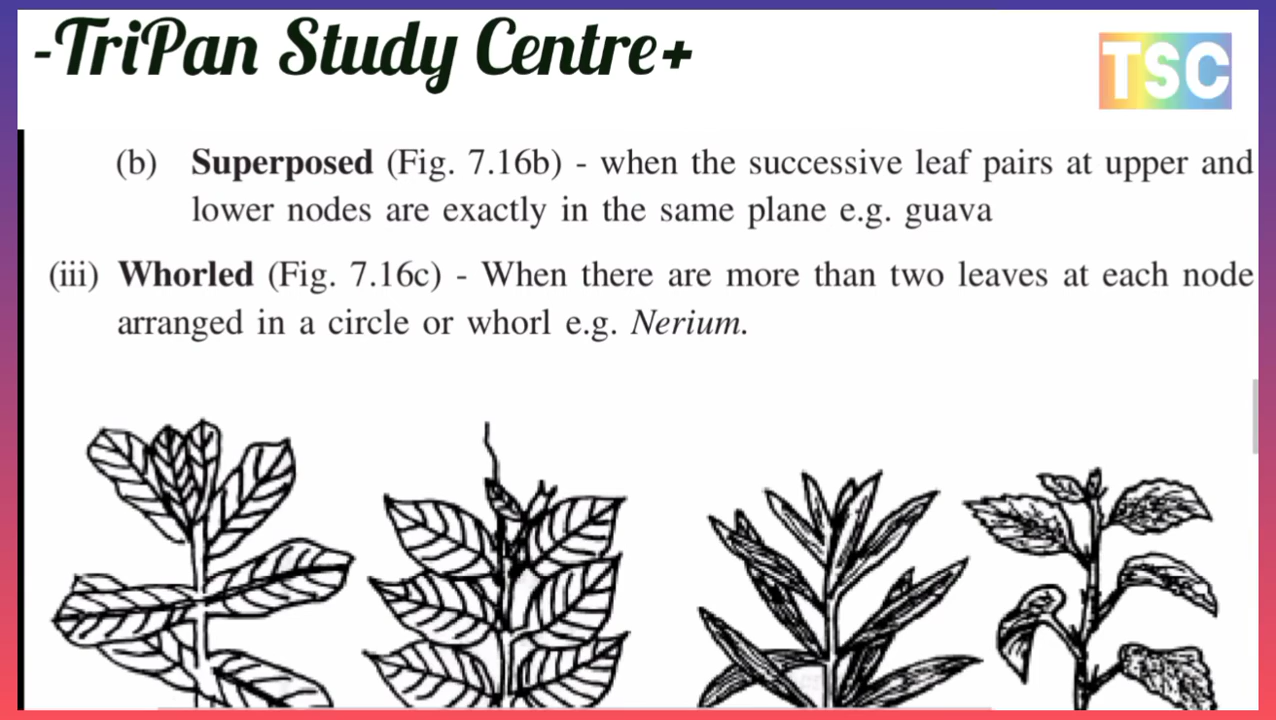 -TriPan Study Centre+
TSC
(b) Superposed (Fig. 7.16b) - when the successive leaf pairs at upper and
lower nodes are exactly in the same plane e.g. guava
(iii) Whorled (Fig. 7.16c) - When there are more than two leaves at each node
arranged in a circle or whorl e.g. Nerium.